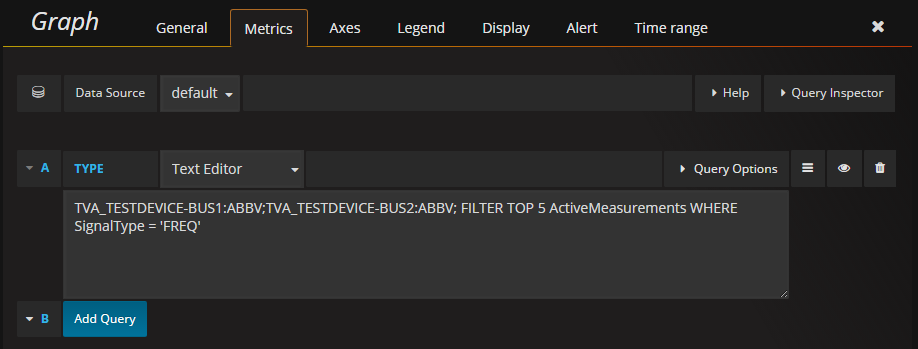 Graph General Metrics Axes Legend Display Alert Time range
Data Source default Help Query Inspector
A TYPE Text Editor Query Options
TVA_TESTDEVICE-BUS1:ABBV;TVA_TESTDEVICE-BUS2:ABBV; FILTER TOP 5 ActiveMeasurements WHERE
SignalType = 'FREQ'
B Add Query